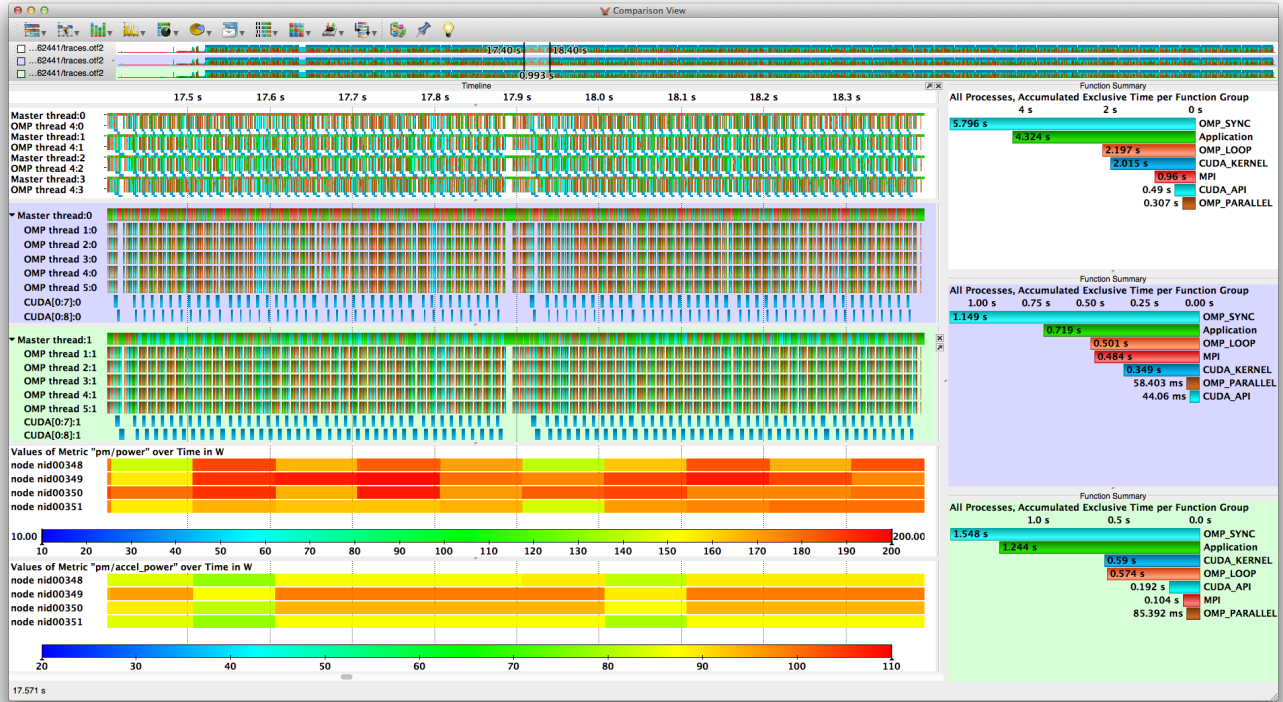 Comparison View
...62441/traces.otf2
...62441/traces.otf2
...62441/traces.otf2
17.40 s 18.40 s
0.993 s
Timeline
17.5 s 17.6 s 17.7 s 17.8 s 17.9 s 18.0 s 18.1 s 18.2 s 18.3 s
Master thread:0
OMP thread 4:0
Master thread:1
OMP thread 4:1
Master thread:2
OMP thread 4:2
Master thread:3
OMP thread 4:3
Master thread:0
OMP thread 1:0
OMP thread 2:0
OMP thread 3:0
OMP thread 4:0
OMP thread 5:0
CUDA[0:7]:0
CUDA[0:8]:0
Master thread:1
OMP thread 1:1
OMP thread 2:1
OMP thread 3:1
OMP thread 4:1
OMP thread 5:1
CUDA[0:7]:1
CUDA[0:8]:1
Values of Metric "pm/power" over Time in W
node nid00348
node nid00349
node nid00350
node nid00351
10.00 200.00
10 20 30 40 50 60 70 80 90 100 110 120 130 140 150 160 170 180 190 200
Values of Metric "pm/accel_power" over Time in W
node nid00348
node nid00349
node nid00350
node nid00351
20 30 40 50 60 70 80 90 100 110
17.571 s
Function Summary
All Processes, Accumulated Exclusive Time per Function Group
4 s 2 s 0 s
5.796 s OMP_SYNC
4.324 s Application
2.197 s OMP_LOOP
2.015 s CUDA_KERNEL
0.96 s MPI
0.49 s CUDA_API
0.307 s OMP_PARALLEL
Function Summary
All Processes, Accumulated Exclusive Time per Function Group
1.00 s 0.75 s 0.50 s 0.25 s 0.00 s
1.149 s OMP_SYNC
0.719 s Application
0.501 s OMP_LOOP
0.484 s MPI
0.349 s CUDA_KERNEL
58.403 ms OMP_PARALLEL
44.06 ms CUDA_API
Function Summary
All Processes, Accumulated Exclusive Time per Function Group
1.0 s 0.5 s 0.0 s
1.548 s OMP_SYNC
1.244 s Application
0.59 s CUDA_KERNEL
0.574 s OMP_LOOP
0.192 s CUDA_API
0.104 s MPI
85.392 ms OMP_PARALLEL